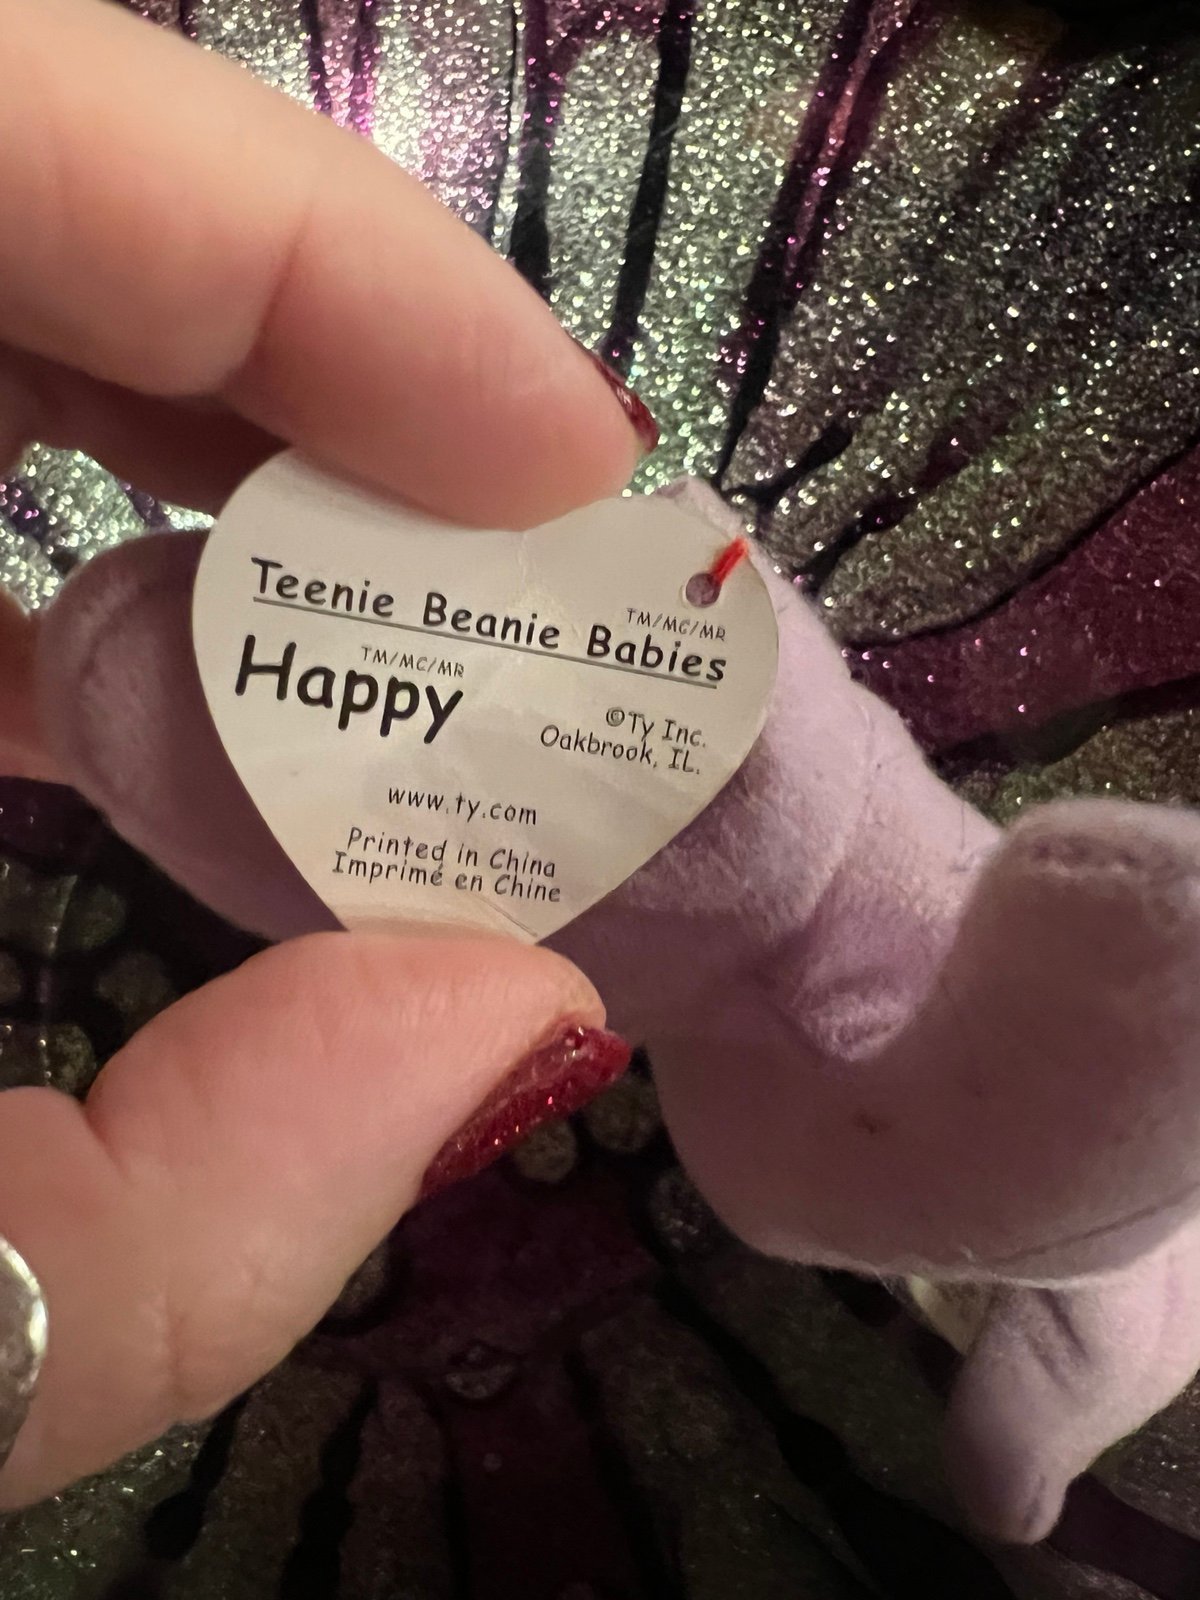 Teenie Beanie Babies TM/MC/MR
Happy TM/MC/MR
©Ty Inc.
Oakbrook, IL.
www.ty.com
Printed in China
Imprimé en Chine